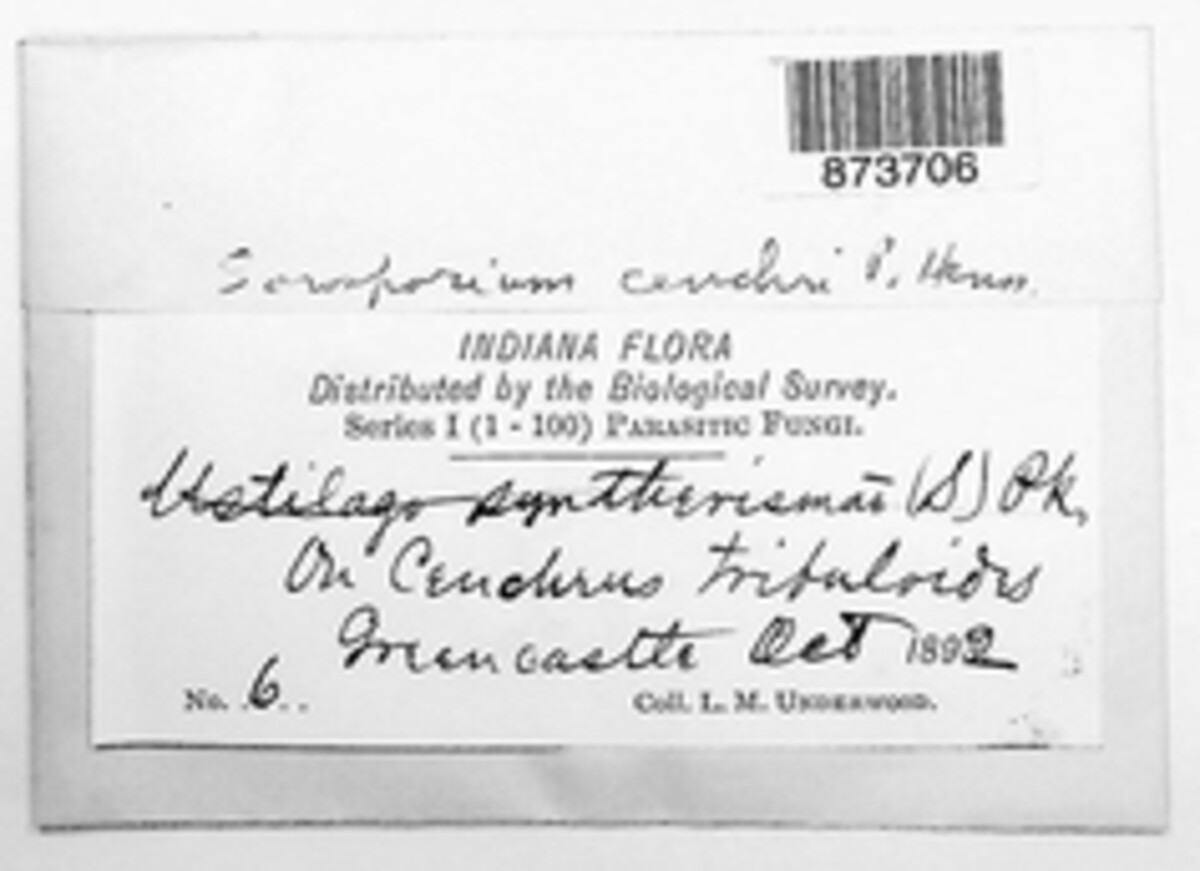 873706
Sorosporium cenchri P. Henn.
INDIANA FLORA
Distributed by the Biological Survey.
Series I (1 - 100) PARASITIC FUNGI.
Ustilago syntherismae (S) Pk.
On Cenchrus tribuloides
Greencastle Oct 1892
No. 6 . .
Coll. L. M. UNDERWOOD.